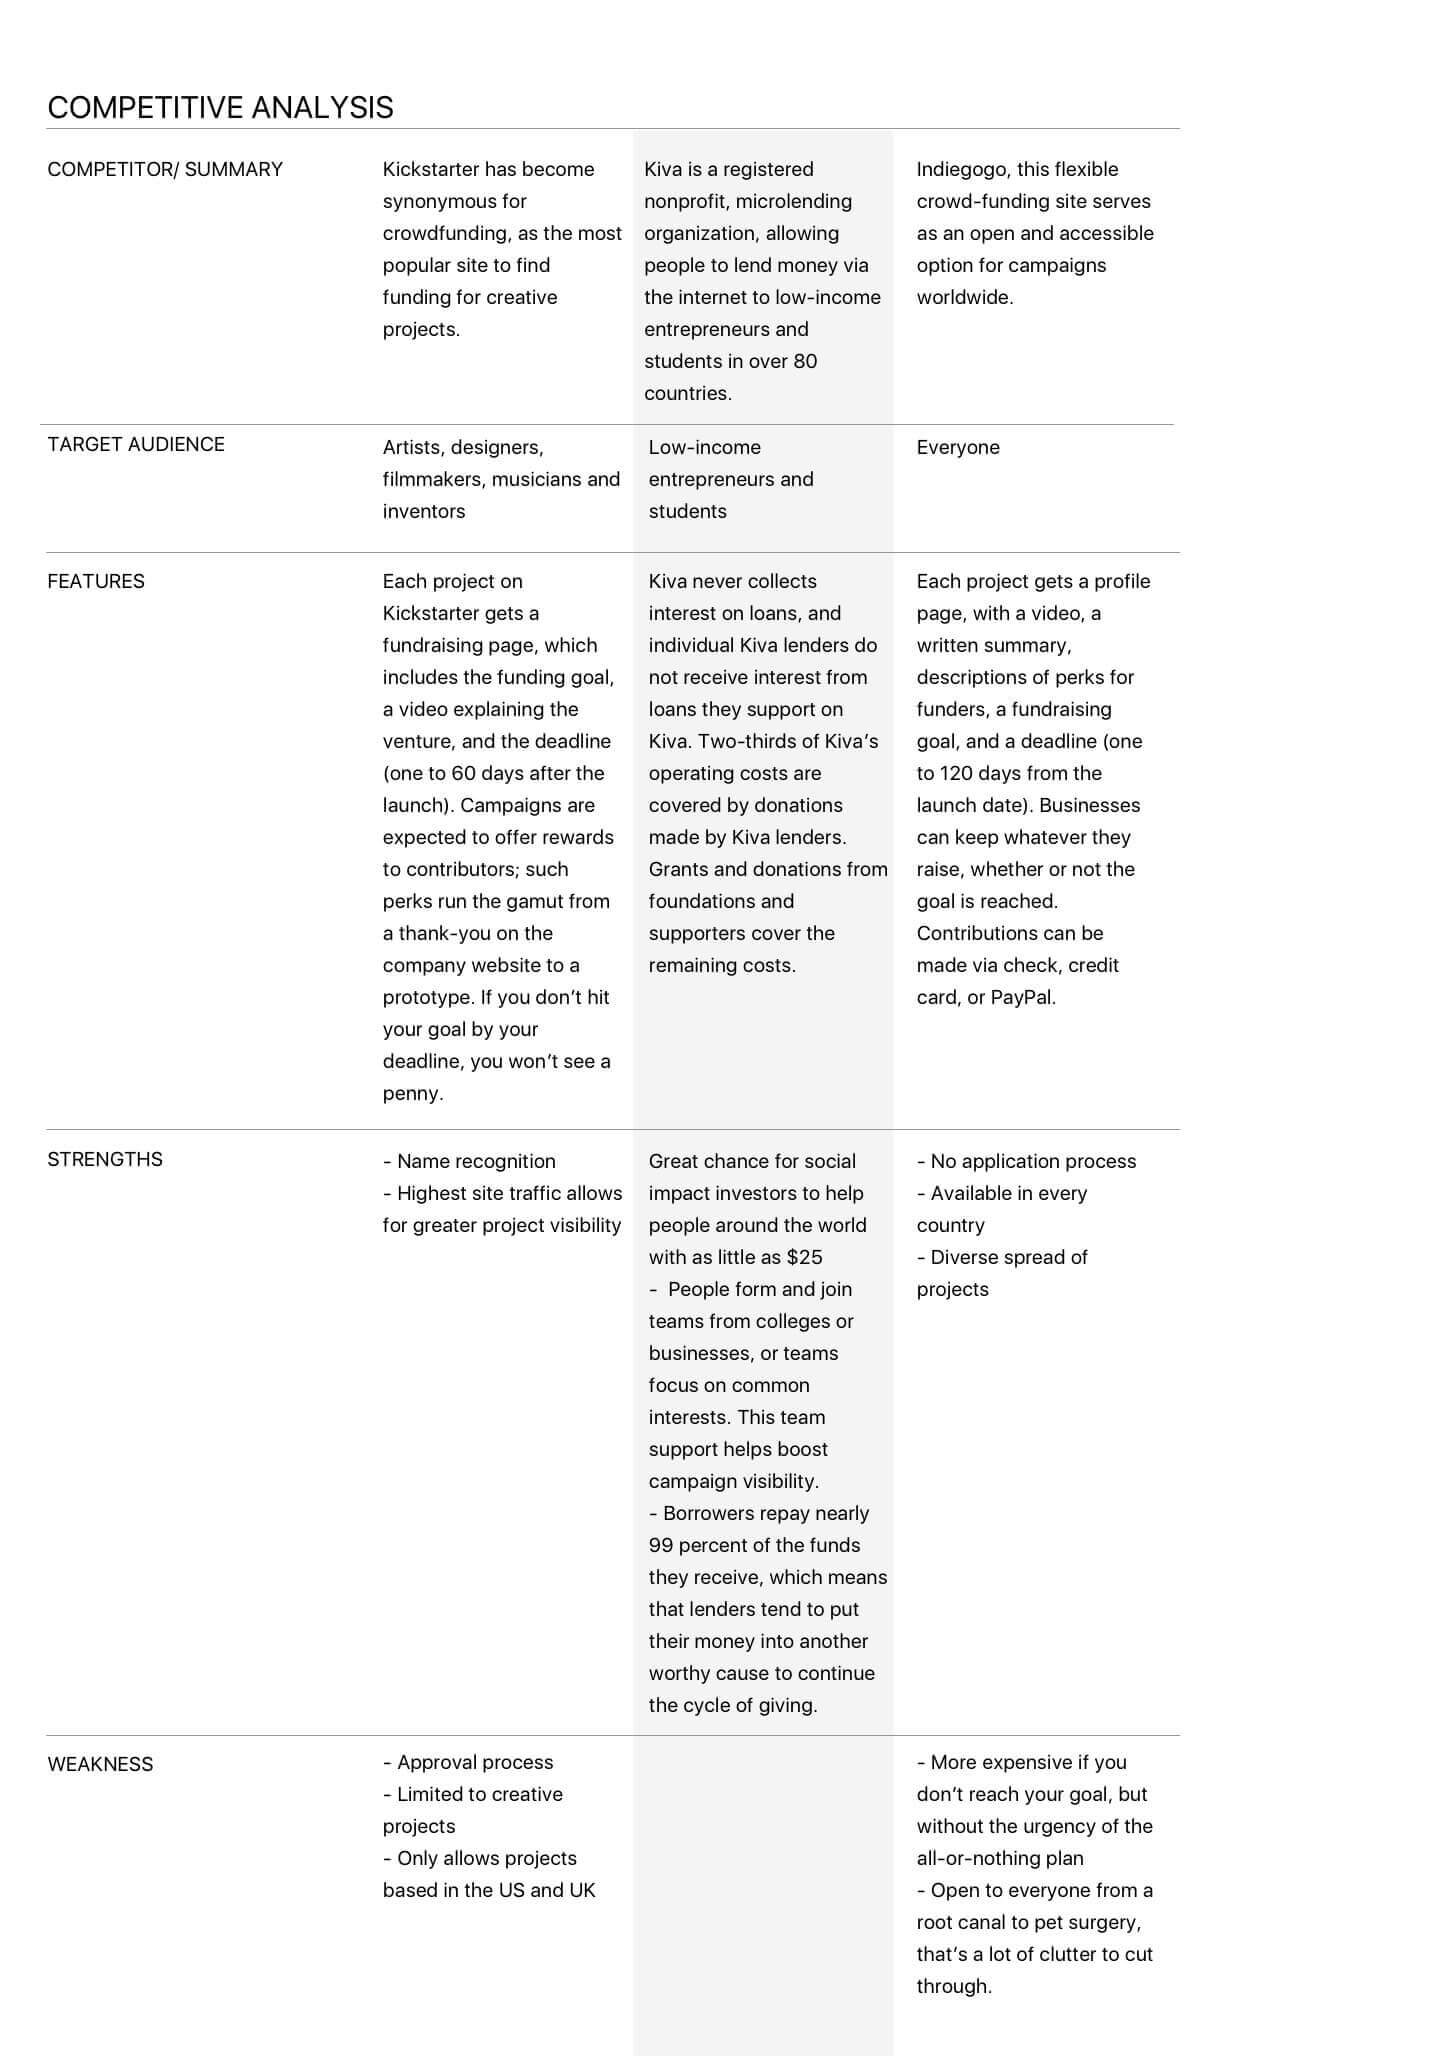 COMPETITIVE ANALYSIS
COMPETITOR/ SUMMARY
Kickstarter has become
synonymous for
crowdfunding, as the most
popular site to find
funding for creative
projects.
Kiva is a registered
nonprofit, microlending
organization, allowing
people to lend money via
the internet to low-income
entrepreneurs and
students in over 80
countries.
Indiegogo, this flexible
crowd-funding site serves
as an open and accessible
option for campaigns
worldwide.
TARGET AUDIENCE
Artists, designers,
filmmakers, musicians and
inventors
Low-income
entrepreneurs and
students
Everyone
FEATURES
Each project on
Kickstarter gets a
fundraising page, which
includes the funding goal,
a video explaining the
venture, and the deadline
(one to 60 days after the
launch). Campaigns are
expected to offer rewards
to contributors; such
perks run the gamut from
a thank-you on the
company website to a
prototype. If you don't hit
your goal by your
deadline, you won't see a
penny.
Kiva never collects
interest on loans, and
individual Kiva lenders do
not receive interest from
loans they support on
Kiva. Two-thirds of Kiva's
operating costs are
covered by donations
made by Kiva lenders.
Grants and donations from
foundations and
supporters cover the
remaining costs.
Each project gets a profile
page, with a video, a
written summary,
descriptions of perks for
funders, a fundraising
goal, and a deadline (one
to 120 days from the
launch date). Businesses
can keep whatever they
raise, whether or not the
goal is reached.
Contributions can be
made via check, credit
card, or PayPal.
STRENGTHS
- Name recognition
- Highest site traffic allows
for greater project visibility
Great chance for social
impact investors to help
people around the world
with as little as $25
-  People form and join
teams from colleges or
businesses, or teams
focus on common
interests. This team
support helps boost
campaign visibility.
- Borrowers repay nearly
99 percent of the funds
they receive, which means
that lenders tend to put
their money into another
worthy cause to continue
the cycle of giving.
- No application process
- Available in every
country
- Diverse spread of
projects
WEAKNESS
- Approval process
- Limited to creative
projects
- Only allows projects
based in the US and UK
- More expensive if you
don't reach your goal, but
without the urgency of the
all-or-nothing plan
- Open to everyone from a
root canal to pet surgery,
that's a lot of clutter to cut
through.